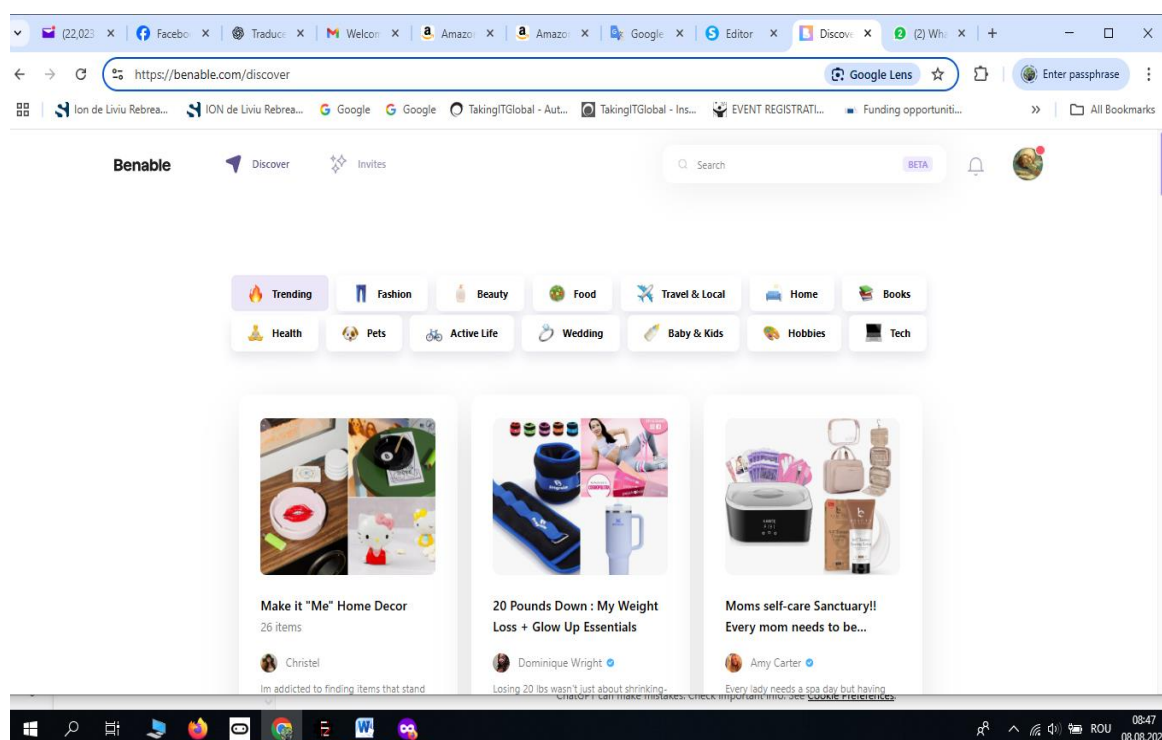 (22,023
Facebo
Traduce
Welcon
Amazo
Amazo
Google
Editor
Discove
(2) Wha
https://benable.com/discover
Google Lens
Enter passphrase
Ion de Liviu Rebrea...
ION de Liviu Rebrea...
Google
Google
TakingITGlobal - Aut...
TakingITGlobal - Ins...
EVENT REGISTRATI...
Funding opportuniti...
»
All Bookmarks
Benable
Discover
Invites
Search
BETA
Trending
Fashion
Beauty
Food
Travel & Local
Home
Books
Health
Pets
Active Life
Wedding
Baby & Kids
Hobbies
Tech
Make it "Me" Home Decor
26 items
Christel
Im addicted to finding items that stand
20 Pounds Down : My Weight
Loss + Glow Up Essentials
Dominique Wright
Losing 20 lbs wasn't just about shrinking-
Moms self-care Sanctuary!!
Every mom needs to be...
Amy Carter
Every lady needs a spa day but having
ChatGPT can make mistakes. Check important info. See Cookie Preferences.
ROU
08:47
08.08.202